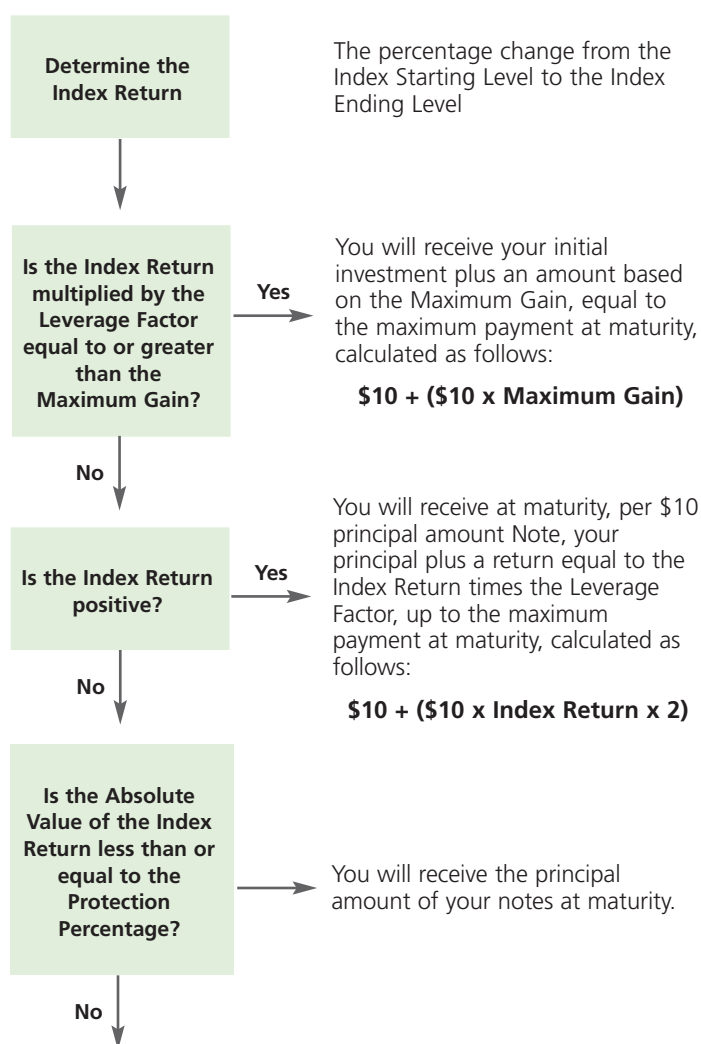 Determine the
Index Return
The percentage change from the
Index Starting Level to the Index
Ending Level
Is the Index Return
multiplied by the
Leverage Factor
equal to or greater
than the
Maximum Gain?
Yes
You will receive your initial
investment plus an amount based
on the Maximum Gain, equal to
the maximum payment at maturity,
calculated as follows:
$10 + ($10 x Maximum Gain)
No
Is the Index Return
positive?
Yes
You will receive at maturity, per $10
principal amount Note, your
principal plus a return equal to the
Index Return times the Leverage
Factor, up to the maximum
payment at maturity, calculated as
follows:
$10 + ($10 x Index Return x 2)
No
Is the Absolute
Value of the Index
Return less than or
equal to the
Protection
Percentage?
You will receive the principal
amount of your notes at maturity.
No